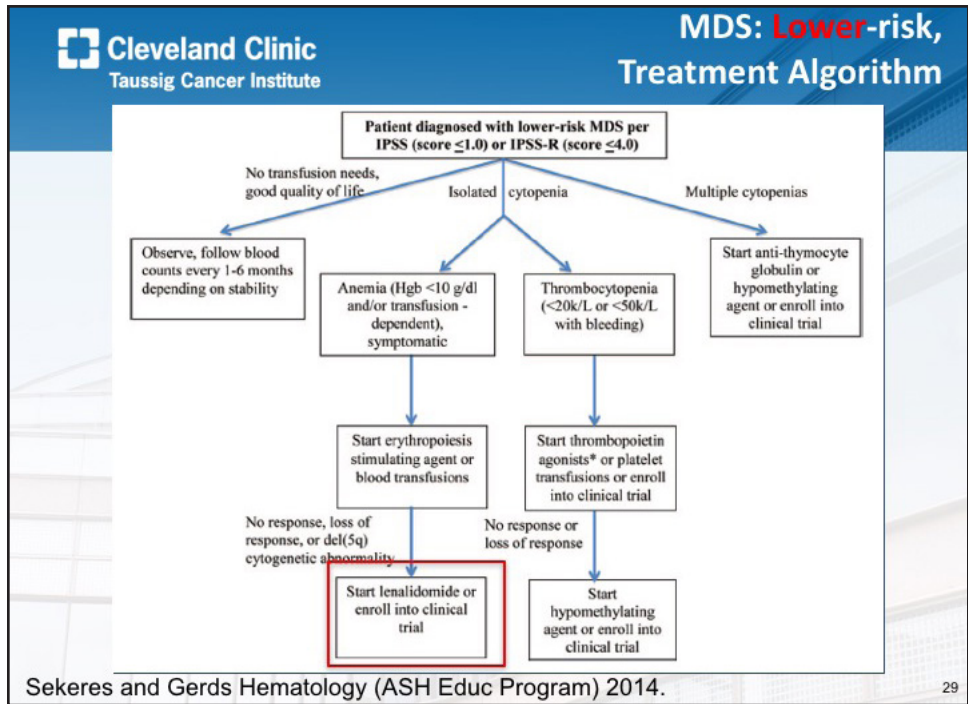 Cleveland Clinic
Taussig Cancer Institute
MDS: Lower-risk,
Treatment Algorithm
Patient diagnosed with lower-risk MDS per
IPSS (score ≤1.0) or IPSS-R (score ≤4.0)
No transfusion needs,
good quality of life
Isolated cytopenia
Multiple cytopenias
Observe, follow blood
counts every 1-6 months
depending on stability
Anemia (Hgb <10 g/dl
and/or transfusion -
dependent),
symptomatic
Thrombocytopenia
(<20k/L or <50k/L
with bleeding)
Start anti-thymocyte
globulin or
hypomethylating
agent or enroll into
clinical trial
Start erythropoiesis
stimulating agent or
blood transfusions
Start thrombopoietin
agonists* or platelet
transfusions or enroll
into clinical trial
No response, loss of
response, or del(5q)
cytogenetic abnormality
No response or
loss of response
Start lenalidomide or
enroll into clinical
trial
Start
hypomethylating
agent or enroll into
clinical trial
Sekeres and Gerds Hematology (ASH Educ Program) 2014.
29